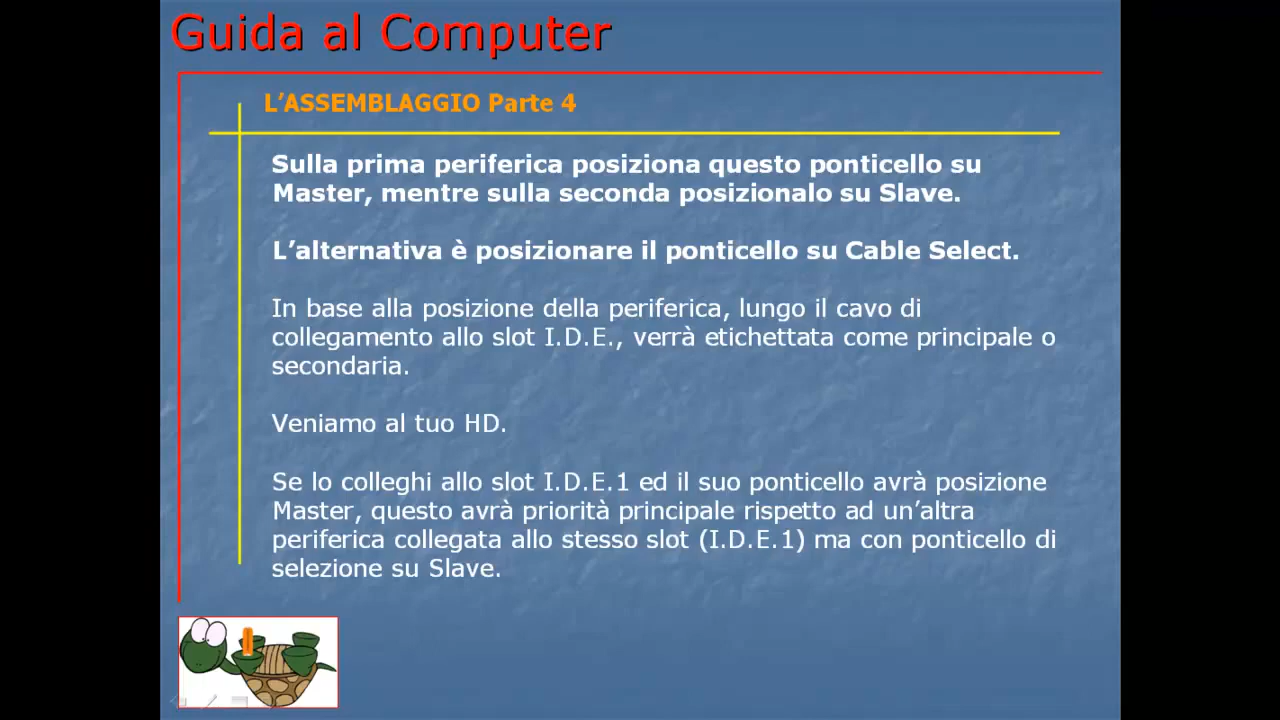 Guida al Computer
L’ASSEMBLAGGIO Parte 4
Sulla prima periferica posiziona questo ponticello su
Master, mentre sulla seconda posizionalo su Slave.
L’alternativa è posizionare il ponticello su Cable Select.
In base alla posizione della periferica, lungo il cavo di
collegamento allo slot I.D.E., verrà etichettata come principale o
secondaria.
Veniamo al tuo HD.
Se lo colleghi allo slot I.D.E.1 ed il suo ponticello avrà posizione
Master, questo avrà priorità principale rispetto ad un’altra
periferica collegata allo stesso slot (I.D.E.1) ma con ponticello di
selezione su Slave.